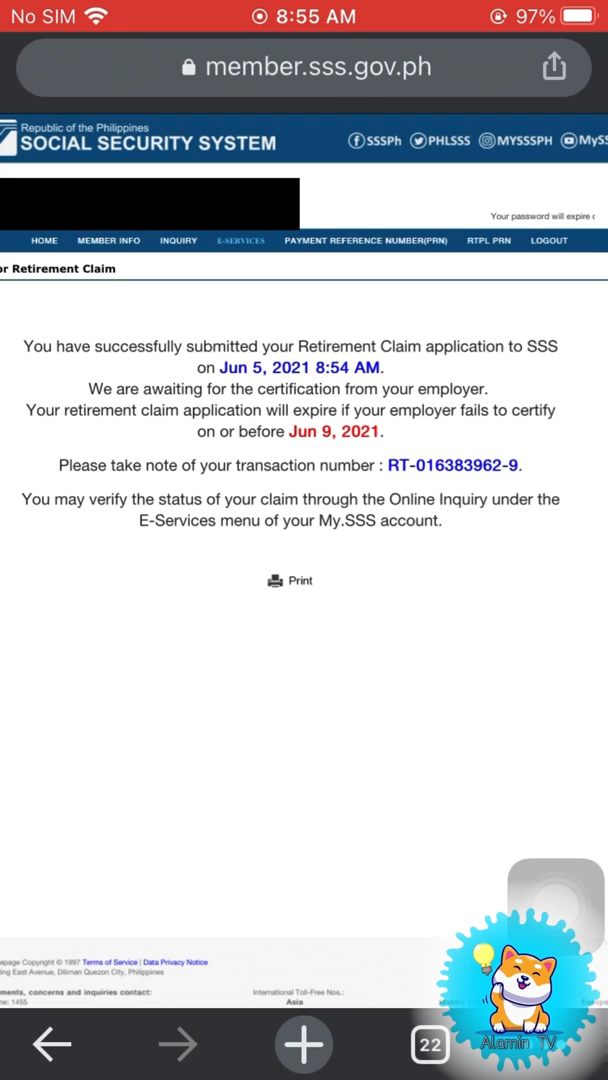 No SIM 8:55 AM 97%
member.sss.gov.ph
Republic of the Philippines
SOCIAL SECURITY SYSTEM
SSSPh PHLSSS MYSSSPH
Your password will expire
HOME MEMBER INFO INQUIRY E-SERVICES PAYMENT REFERENCE NUMBER(PRN) RTPL PRN LOGOUT
or Retirement Claim
You have successfully submitted your Retirement Claim application to SSS
on Jun 5, 2021 8:54 AM.
We are awaiting for the certification from your employer.
Your retirement claim application will expire if your employer fails to certify
on or before Jun 9, 2021.
Please take note of your transaction number : RT-016383962-9.
You may verify the status of your claim through the Online Inquiry under the
E-Services menu of your My.SSS account.
Print
epage Copyright © 1997 Terms of Service | Data Privacy Notice
ing East Avenue, Diliman Quezon City, Philippines
ments, concerns and inquiries contact: International Toll-Free Nos.:
ne: 1455 Asia
22
Alamin TV